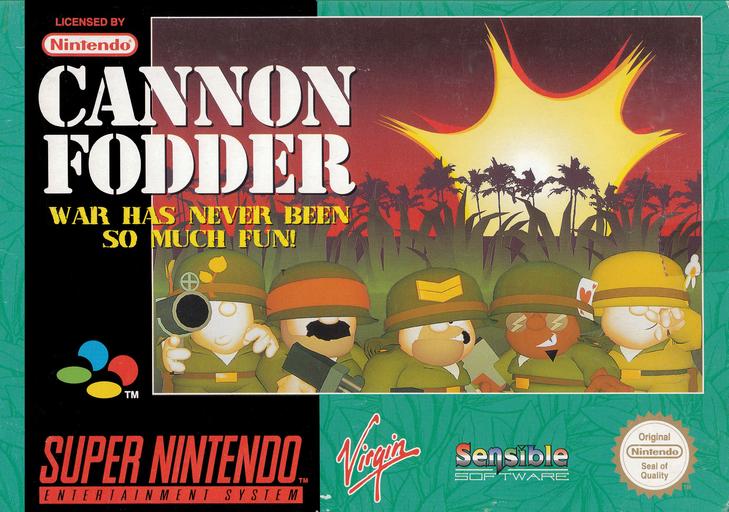 LICENSED BY
Nintendo
CANNON
FODDER
WAR HAS NEVER BEEN
SO MUCH FUN!
TM
SUPER NINTENDO TM
ENTERTAINMENT SYSTEM
Virgin
Sensible
SOFTWARE
Original
Nintendo
Seal of
Quality